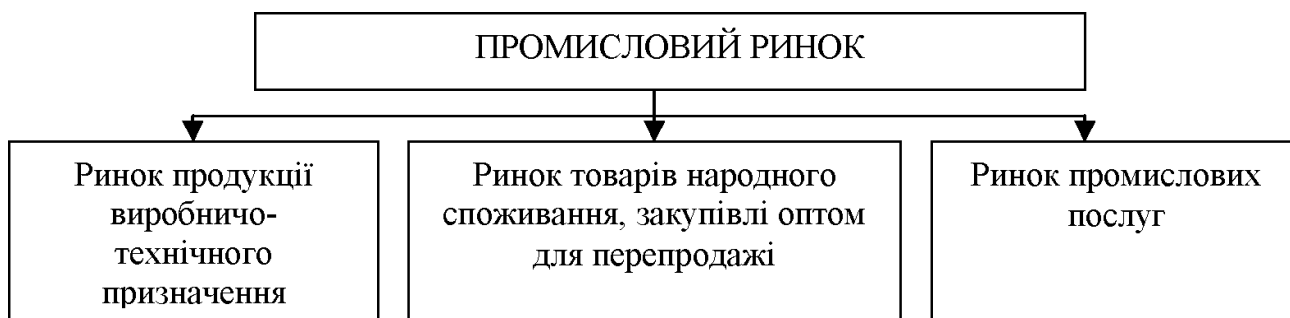 ПРОМИСЛОВИЙ РИНОК
Ринок продукції
виробничо-
технічного
призначення
Ринок товарів народного
споживання, закупівлі оптом
для перепродажі
Ринок промислових
послуг